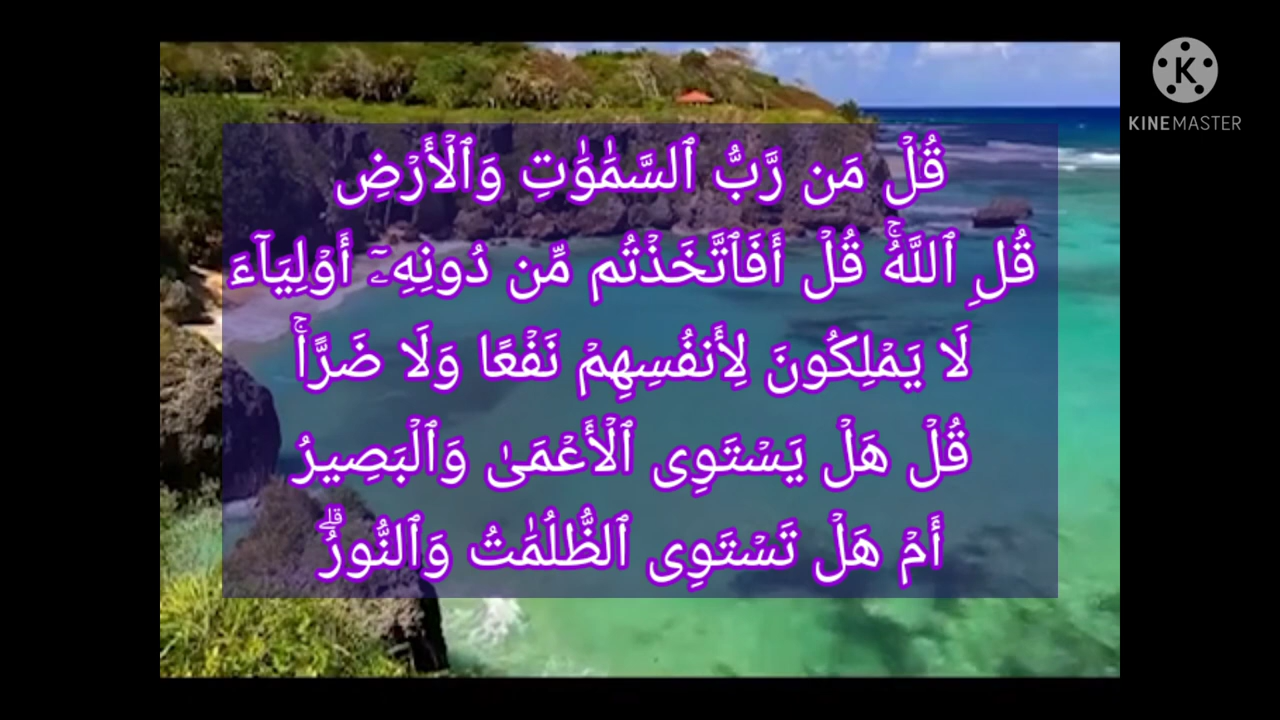 قُلۡ مَن رَّبُّ ٱلسَّمَٰوَٰتِ وَٱلۡأَرۡضِ
قُلِ ٱللَّهُۚ قُلۡ أَفَٱتَّخَذۡتُم مِّن دُونِهِۦٓ أَوۡلِيَآءَ
لَا يَمۡلِكُونَ لِأَنفُسِهِمۡ نَفۡعًا وَلَا ضَرًّاۚ
قُلۡ هَلۡ يَسۡتَوِى ٱلۡأَعۡمَىٰ وَٱلۡبَصِيرُ
أَمۡ هَلۡ تَسۡتَوِى ٱلظُّلُمَٰتُ وَٱلنُّورُۗ
K
KINEMASTER